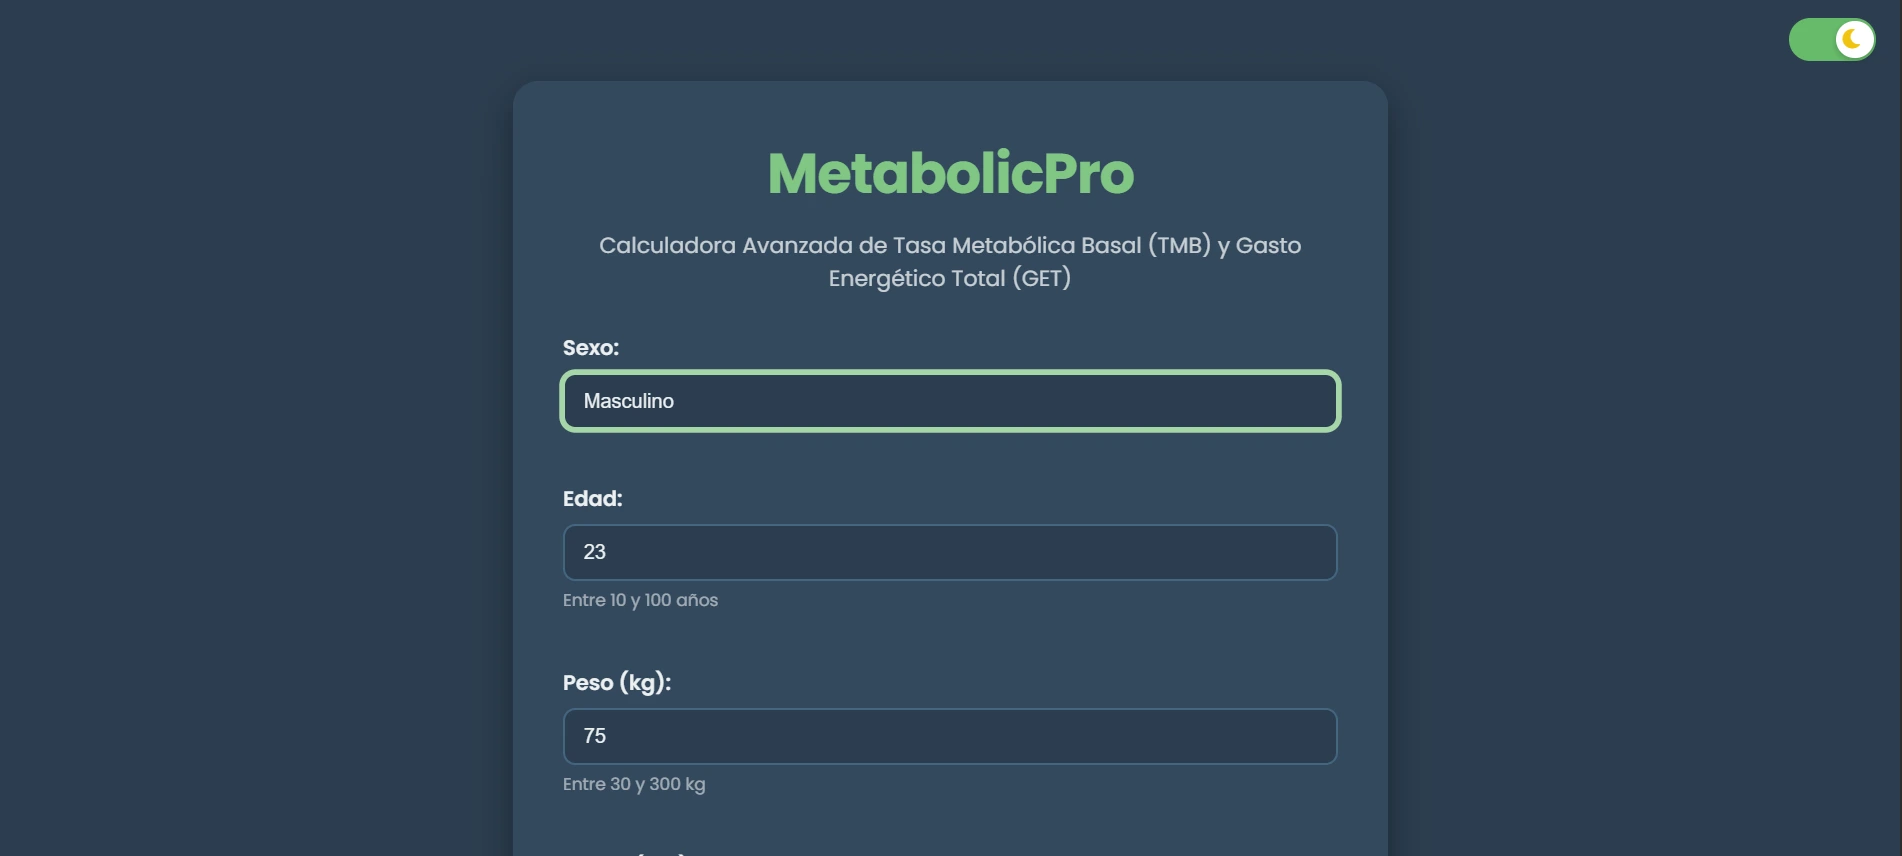 MetabolicPro
Calculadora Avanzada de Tasa Metabólica Basal (TMB) y Gasto
Energético Total (GET)
Sexo:
Masculino
Edad:
23
Entre 10 y 100 años
Peso (kg):
75
Entre 30 y 300 kg